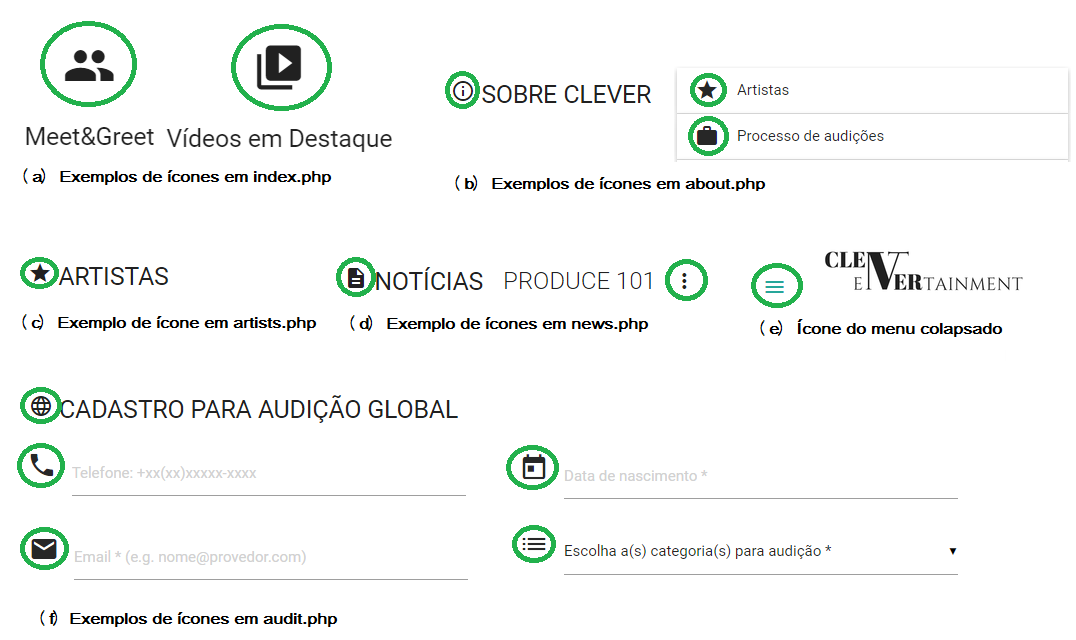 Meet&Greet
Vídeos em Destaque
(a) Exemplos de ícones em index.php
SOBRE CLEVER
Artistas
Processo de audições
(b) Exemplos de ícones em about.php
ARTISTAS
(c) Exemplo de ícone em artists.php
NOTÍCIAS
PRODUCE 101
(d) Exemplo de ícones em news.php
CLEVER
ENVERTAINMENT
(e) Ícone do menu colapsado
CADASTRO PARA AUDIÇÃO GLOBAL
Telefone: +xx(xx)xxxxx-xxxx
Data de nascimento *
Email * (e.g. nome@provedor.com)
Escolha a(s) categoria(s) para audição *
(f) Exemplos de ícones em audit.php